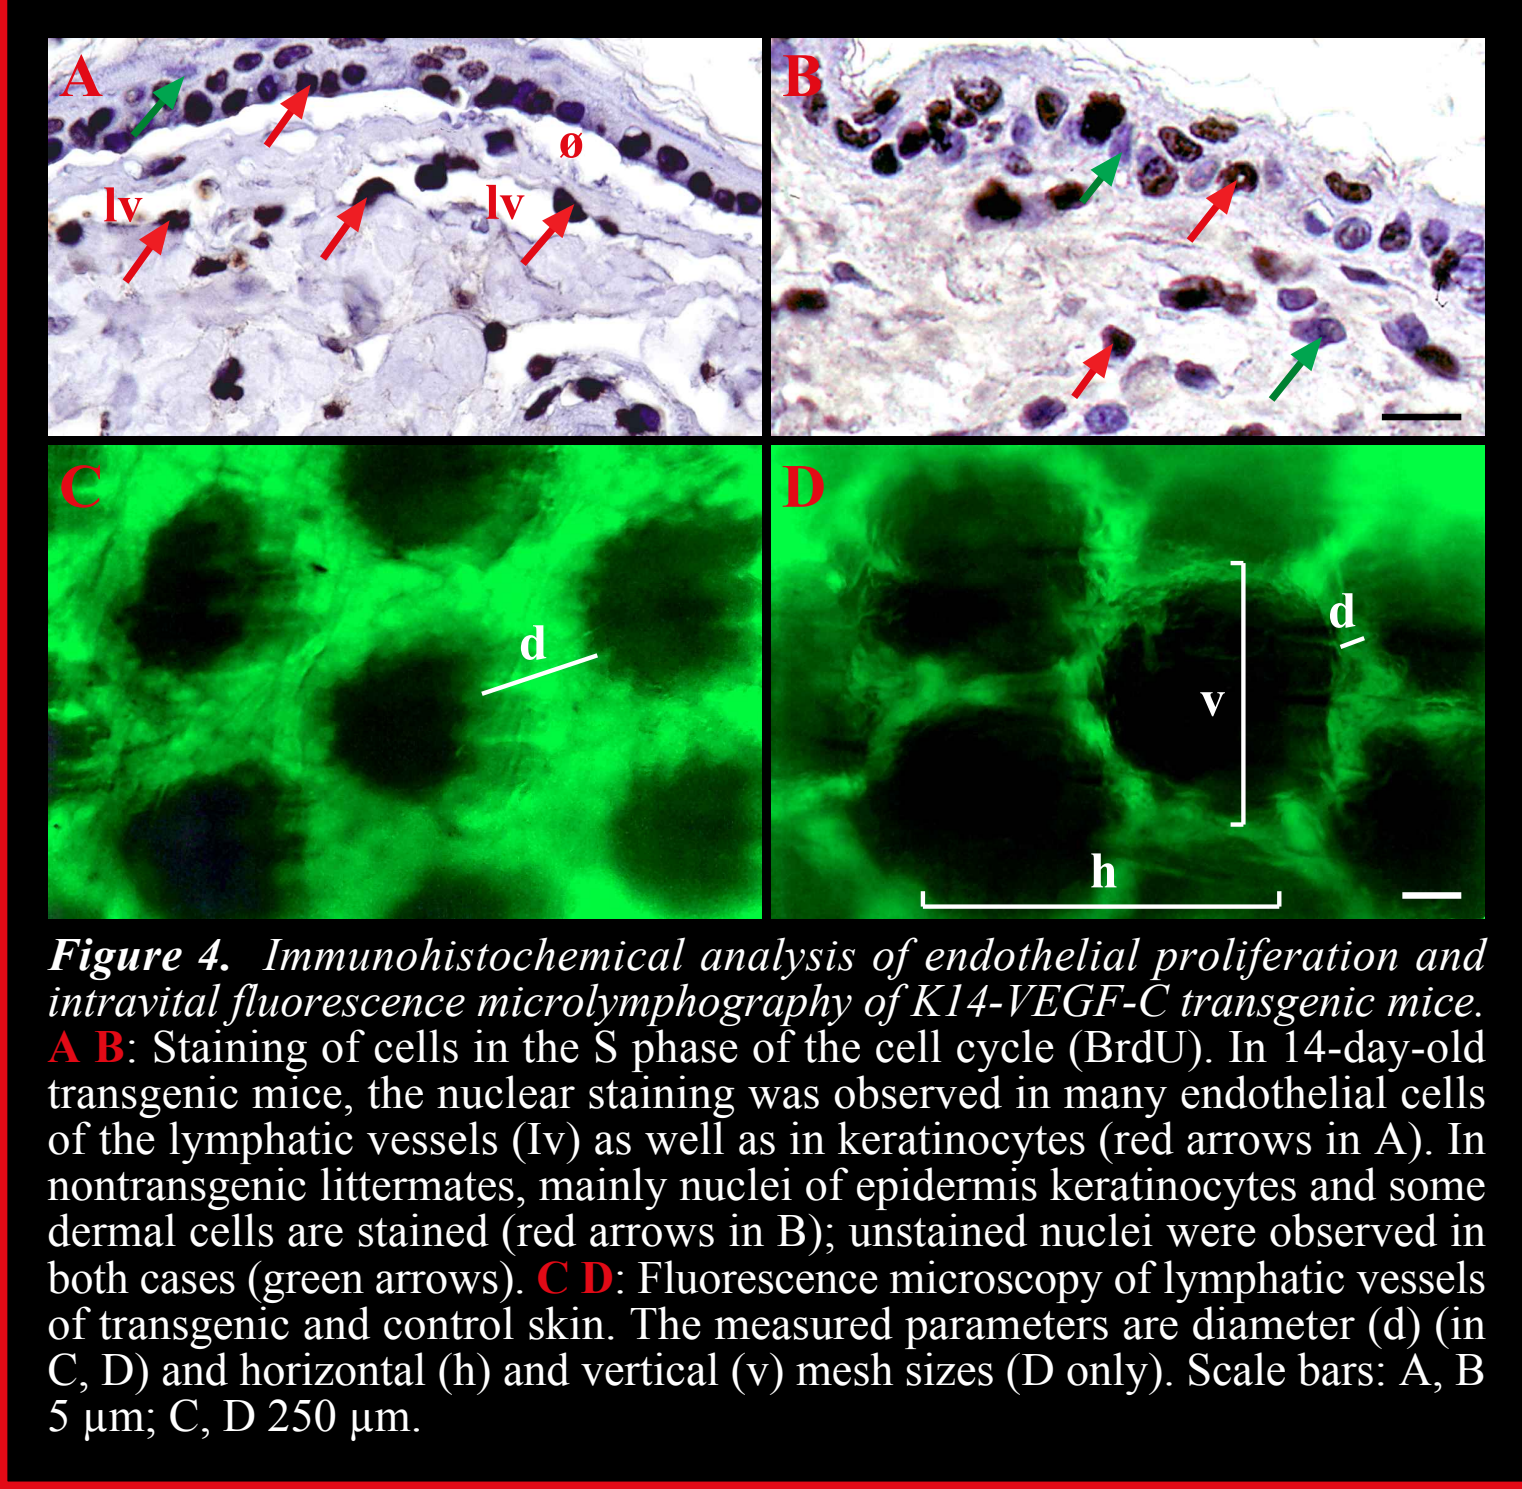 A
B
ø
lv
lv
C
D
d
d
v
h
Figure 4. Immunohistochemical analysis of endothelial proliferation and
intravital fluorescence microlymphography of K14-VEGF-C transgenic mice.
A B: Staining of cells in the S phase of the cell cycle (BrdU). In 14-day-old
transgenic mice, the nuclear staining was observed in many endothelial cells
of the lymphatic vessels (Iv) as well as in keratinocytes (red arrows in A). In
nontransgenic littermates, mainly nuclei of epidermis keratinocytes and some
dermal cells are stained (red arrows in B); unstained nuclei were observed in
both cases (green arrows). C D: Fluorescence microscopy of lymphatic vessels
of transgenic and control skin. The measured parameters are diameter (d) (in
C, D) and horizontal (h) and vertical (v) mesh sizes (D only). Scale bars: A, B
5 µm; C, D 250 µm.